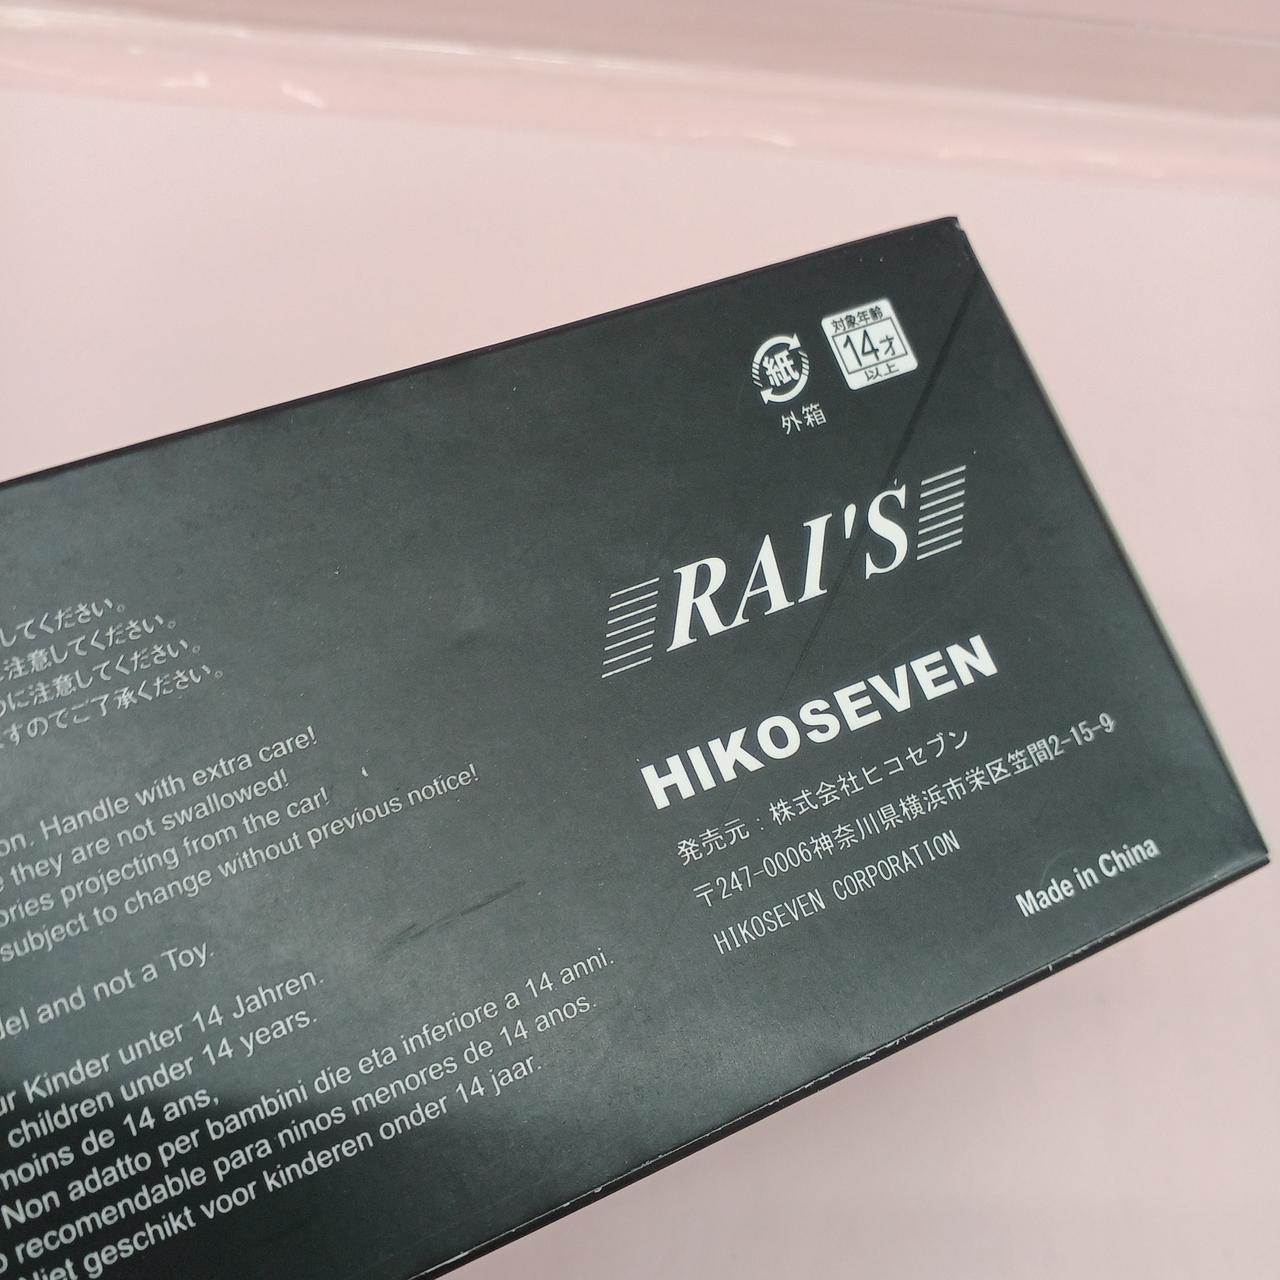 してください。
に注意してください。
うに注意してください。
ますのでご了承ください。
on. Handle with extra care!
they are not swallowed!
ories projecting from the car!
subject to change without previous notice!
del and not a Toy.
ur Kinder unter 14 Jahren.
children under 14 years.
moins de 14 ans,
Non adatto per bambini die eta inferiore a 14 anni.
o recomendable para ninos menores de 14 anos.
Niet geschikt voor kinderen onder 14 jaar.
紙
外箱
対象年齢
14才
以上
RAI'S
HIKOSEVEN
発売元：株式会社ヒコセブン
〒247-0006神奈川県横浜市栄区笠間2-15-9
HIKOSEVEN CORPORATION
Made in China